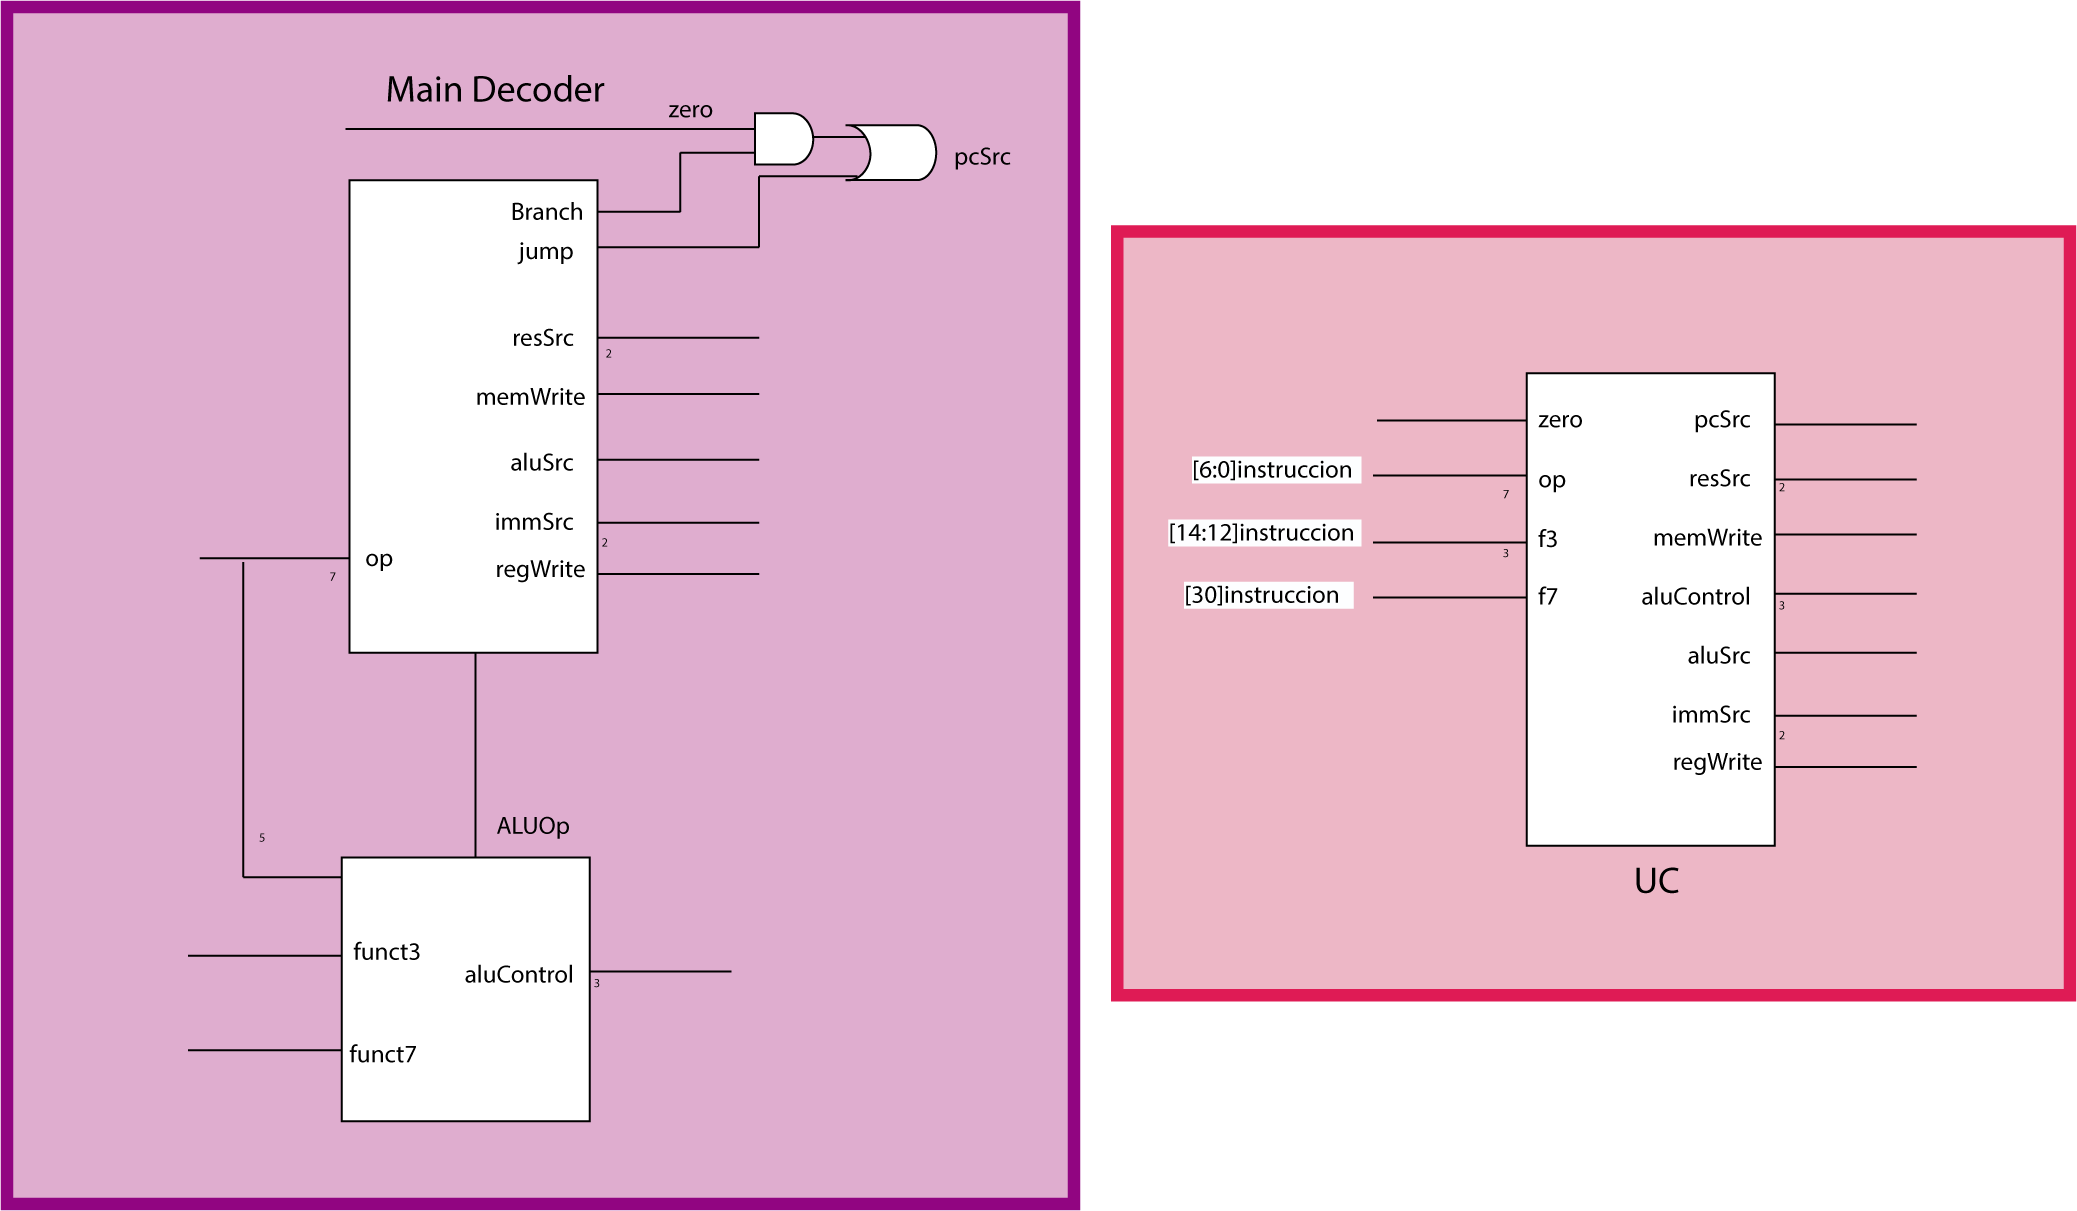 Main Decoder
zero
pcSrc
Branch
jump
resSrc
2
memWrite
aluSrc
immSrc
2
op
7
regWrite
ALUOp
5
funct3
aluControl
3
funct7
zero
pcSrc
[6:0]instruccion
7
op
resSrc
2
[14:12]instruccion
3
f3
memWrite
[30]instruccion
f7
aluControl
3
aluSrc
immSrc
2
regWrite
UC